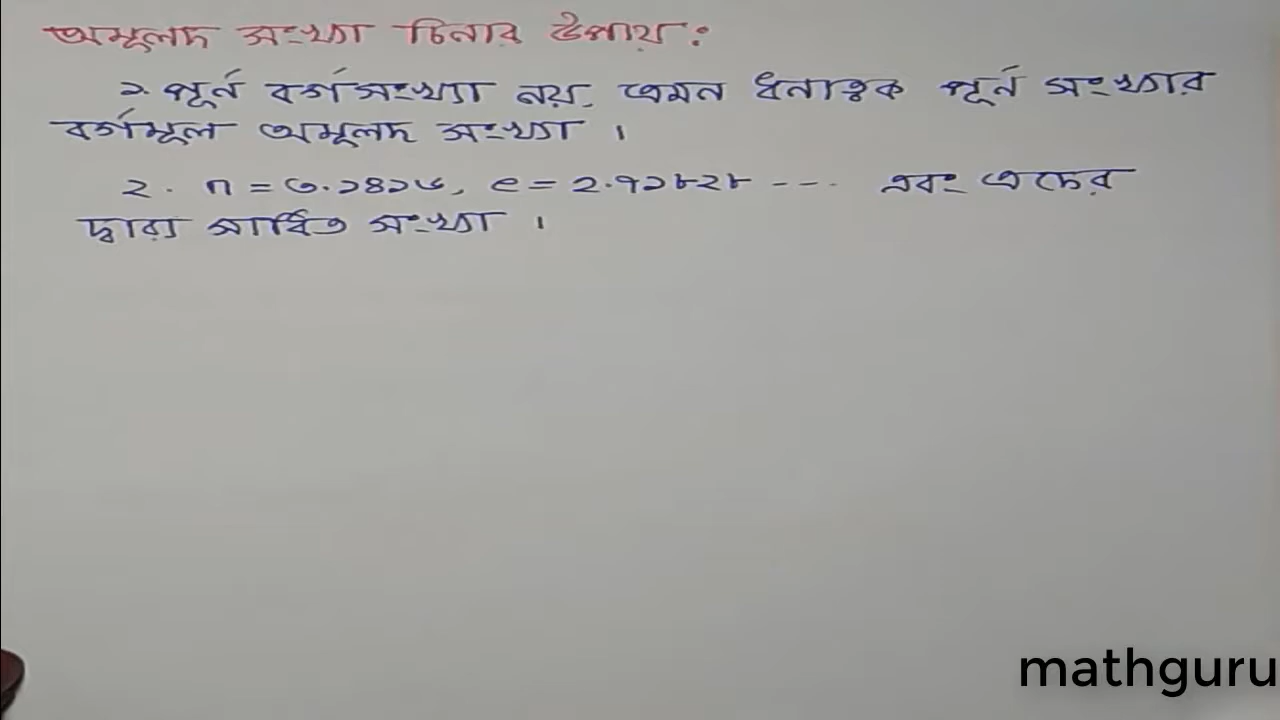 অমূলদ সংখ্যা চিনার উপায়:
১. পূর্ন বর্গসংখ্যা নয়, এমন ধনাত্বক পূর্ন সংখ্যার
বর্গমূল অমূলদ সংখ্যা ।
২. π = ৩.১৪১৬, e = ২.৭১৮২৮ --- এবং এদের
দ্বারা সার্ধিত সংখ্যা ।
mathguru